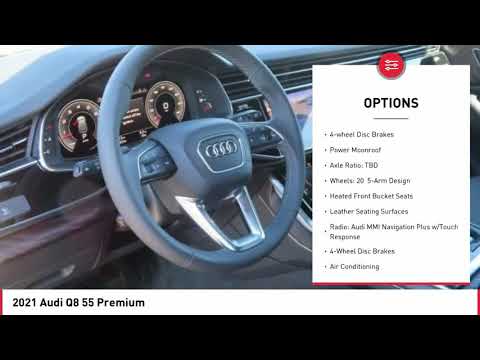 OPTIONS
• 4-wheel Disc Brakes
• Power Moonroof
• Axle Ratio: TBD
• Wheels: 20 5-Arm Design
• Heated Front Bucket Seats
• Leather Seating Surfaces
• Radio: Audi MMI Navigation Plus w/Touch
Response
• 4-Wheel Disc Brakes
• Air Conditioning
2021 Audi Q8 55 Premium